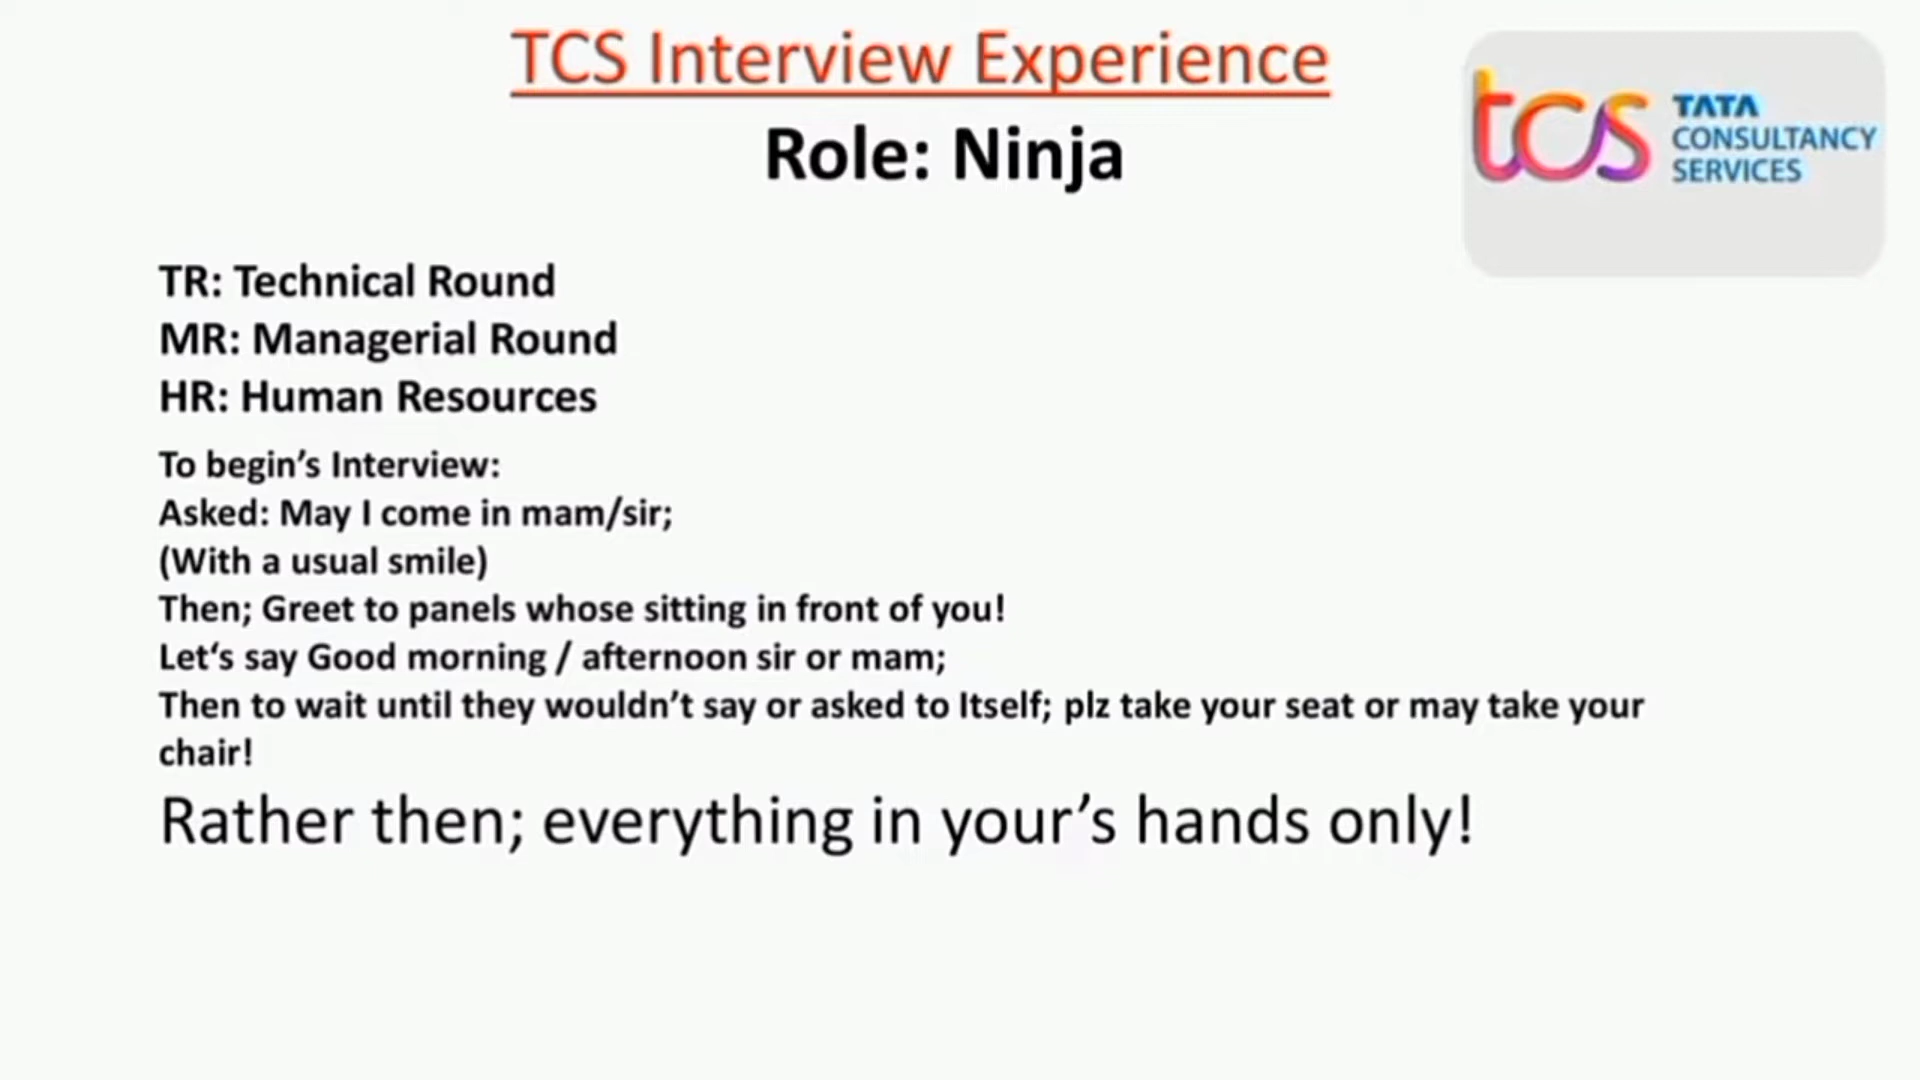 TCS Interview Experience
Role: Ninja
tcs TATA
CONSULTANCY
SERVICES
TR: Technical Round
MR: Managerial Round
HR: Human Resources
To begin’s Interview:
Asked: May I come in mam/sir;
(With a usual smile)
Then; Greet to panels whose sitting in front of you!
Let‘s say Good morning / afternoon sir or mam;
Then to wait until they wouldn’t say or asked to Itself; plz take your seat or may take your
chair!
Rather then; everything in your’s hands only!